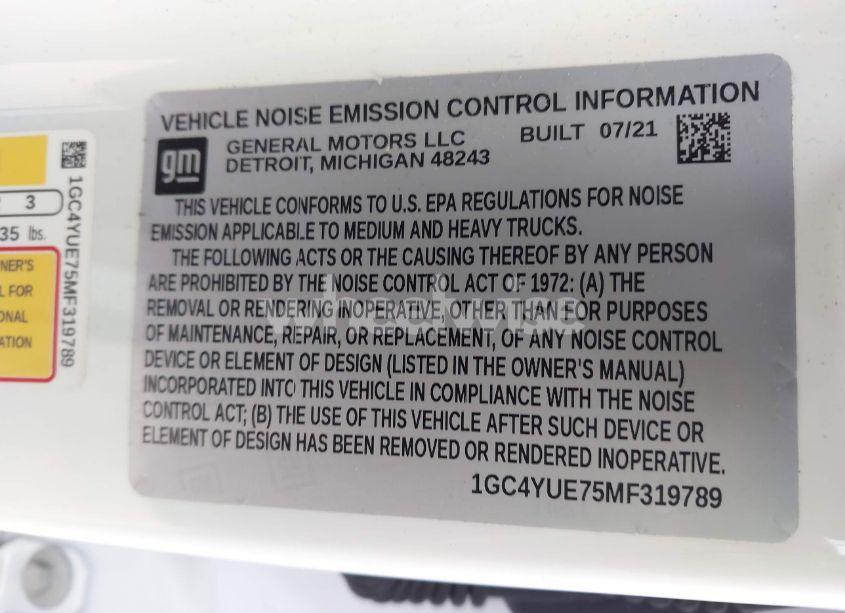 VEHICLE NOISE EMISSION CONTROL INFORMATION
gm
GENERAL MOTORS LLC BUILT 07/21
DETROIT, MICHIGAN 48243
THIS VEHICLE CONFORMS TO U.S. EPA REGULATIONS FOR NOISE
EMISSION APPLICABLE TO MEDIUM AND HEAVY TRUCKS.
THE FOLLOWING ACTS OR THE CAUSING THEREOF BY ANY PERSON
ARE PROHIBITED BY THE NOISE CONTROL ACT OF 1972: (A) THE
REMOVAL OR RENDERING INOPERATIVE, OTHER THAN FOR PURPOSES
OF MAINTENANCE, REPAIR, OR REPLACEMENT, OF ANY NOISE CONTROL
DEVICE OR ELEMENT OF DESIGN (LISTED IN THE OWNER'S MANUAL)
INCORPORATED INTO THIS VEHICLE IN COMPLIANCE WITH THE NOISE
CONTROL ACT; (B) THE USE OF THIS VEHICLE AFTER SUCH DEVICE OR
ELEMENT OF DESIGN HAS BEEN REMOVED OR RENDERED INOPERATIVE.
1GC4YUE75MF319789
3
35 lbs.
NER'S
L FOR
ONAL
ATION
1GC4YUE75MF319789